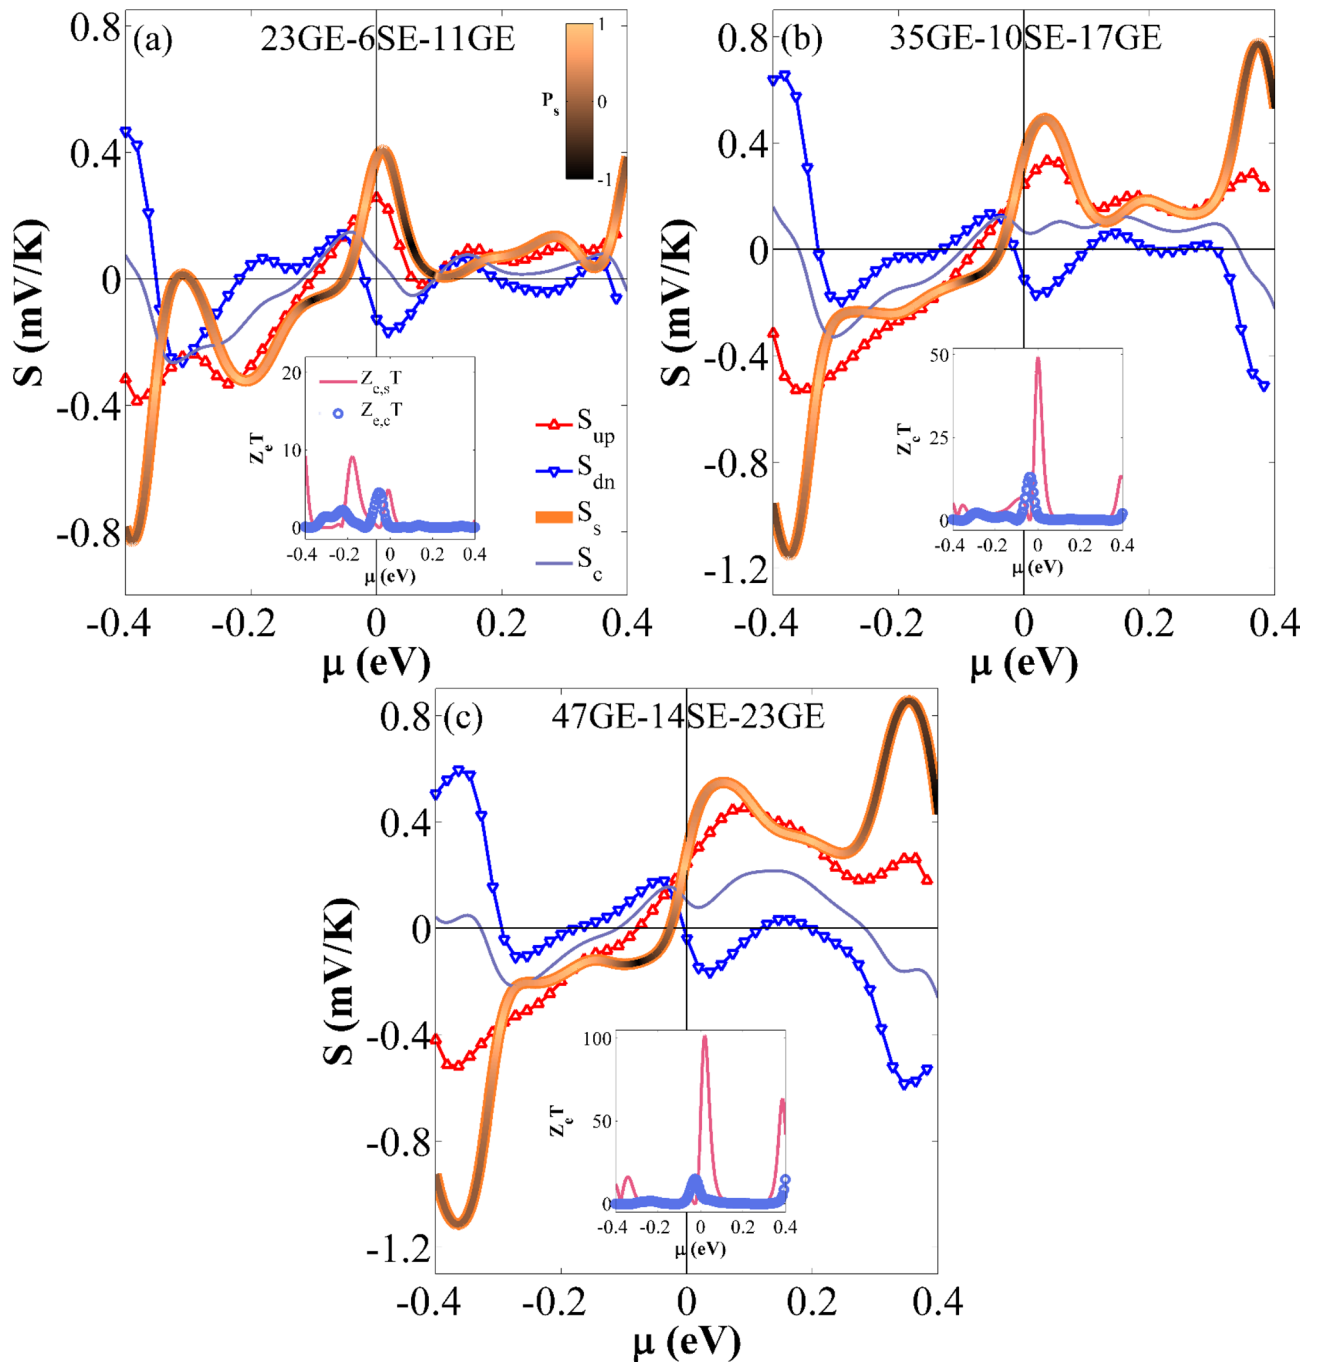 (a) 23GE-6SE-11GE
0.8
0.4
0
-0.4
-0.8
S (mV/K)
P_s
1
0
-1
20
10
0
Z_eT
Z_c,sT
Z_e,cT
-0.4 -0.2 0 0.2 0.4
μ (eV)
S_up
S_dn
S_s
S_c
-0.4 -0.2 0 0.2 0.4
μ (eV)
(b) 35GE-10SE-17GE
0.8
0.4
0
-0.4
-0.8
-1.2
S (mV/K)
50
25
0
Z_cT
-0.4 -0.2 0 0.2 0.4
μ (eV)
-0.4 -0.2 0 0.2 0.4
μ (eV)
(c) 47GE-14SE-23GE
0.8
0.4
0
-0.4
-0.8
-1.2
S (mV/K)
100
50
0
Z_eT
-0.4 -0.2 0 0.2 0.4
μ (eV)
-0.4 -0.2 0 0.2 0.4
μ (eV)